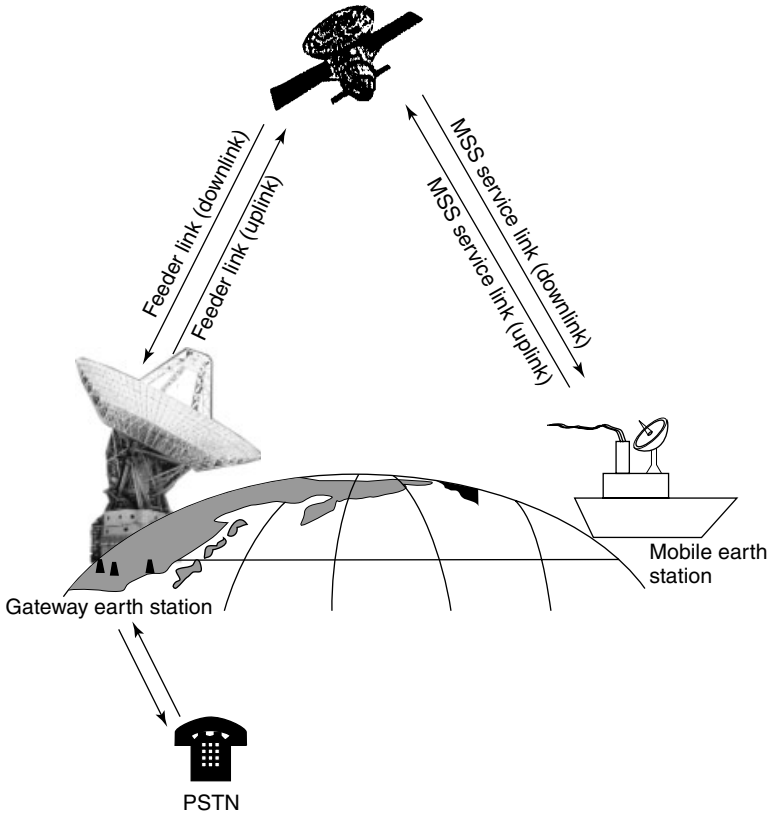 Feeder link (downlink)
Feeder link (uplink)
MSS service link (downlink)
MSS service link (uplink)
Mobile earth
station
Gateway earth station
PSTN